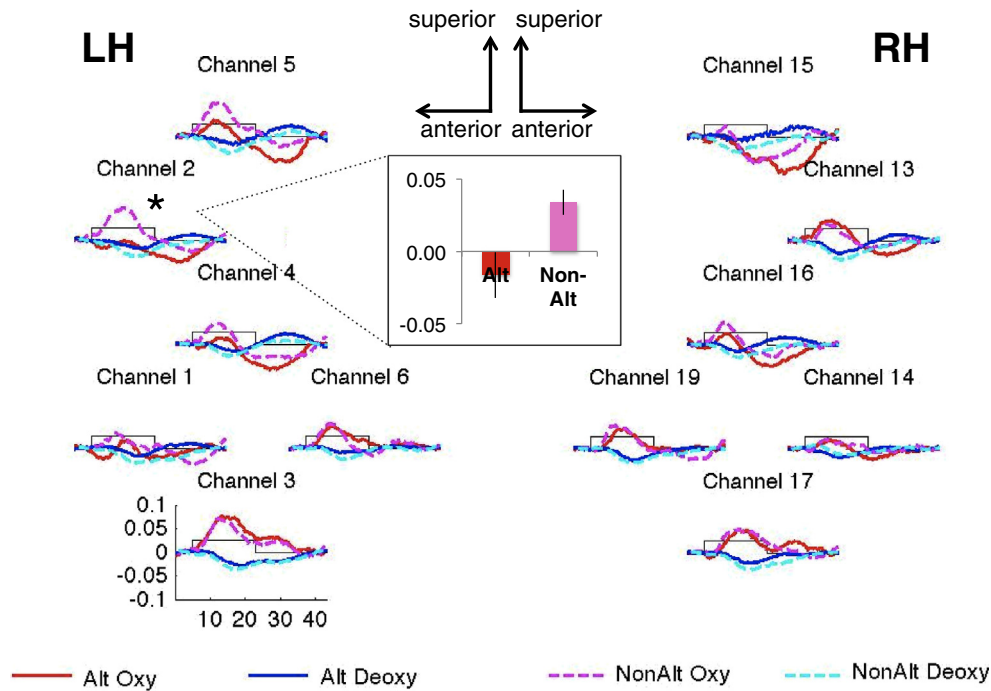 superior superior
LH RH
Channel 5 Channel 15
anterior anterior
Channel 2 Channel 13
*
0.05
0.00
-0.05
Alt Non-
Alt
Channel 4 Channel 16
Channel 1 Channel 6 Channel 19 Channel 14
Channel 3 Channel 17
0.1
0.05
0
-0.05
-0.1
10 20 30 40
Alt Oxy Alt Deoxy NonAlt Oxy NonAlt Deoxy